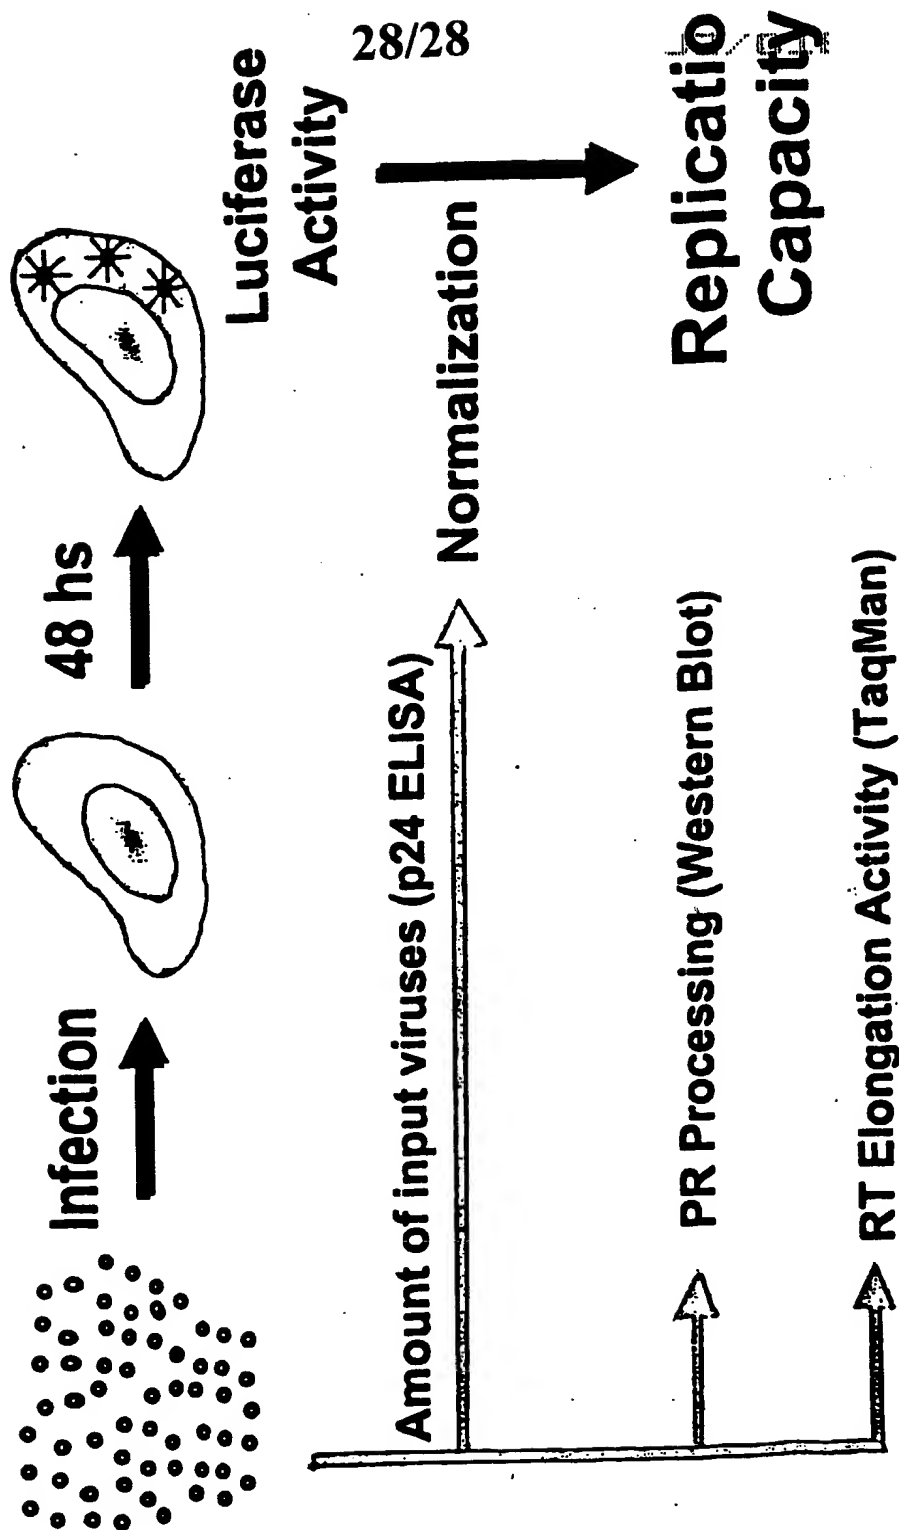 28/28
Infection
48 hs
Luciferase
Activity
Amount of input viruses (p24 ELISA)
Normalization
PR Processing (Western Blot)
Replicatio
Capacity
RT Elongation Activity (TaqMan)